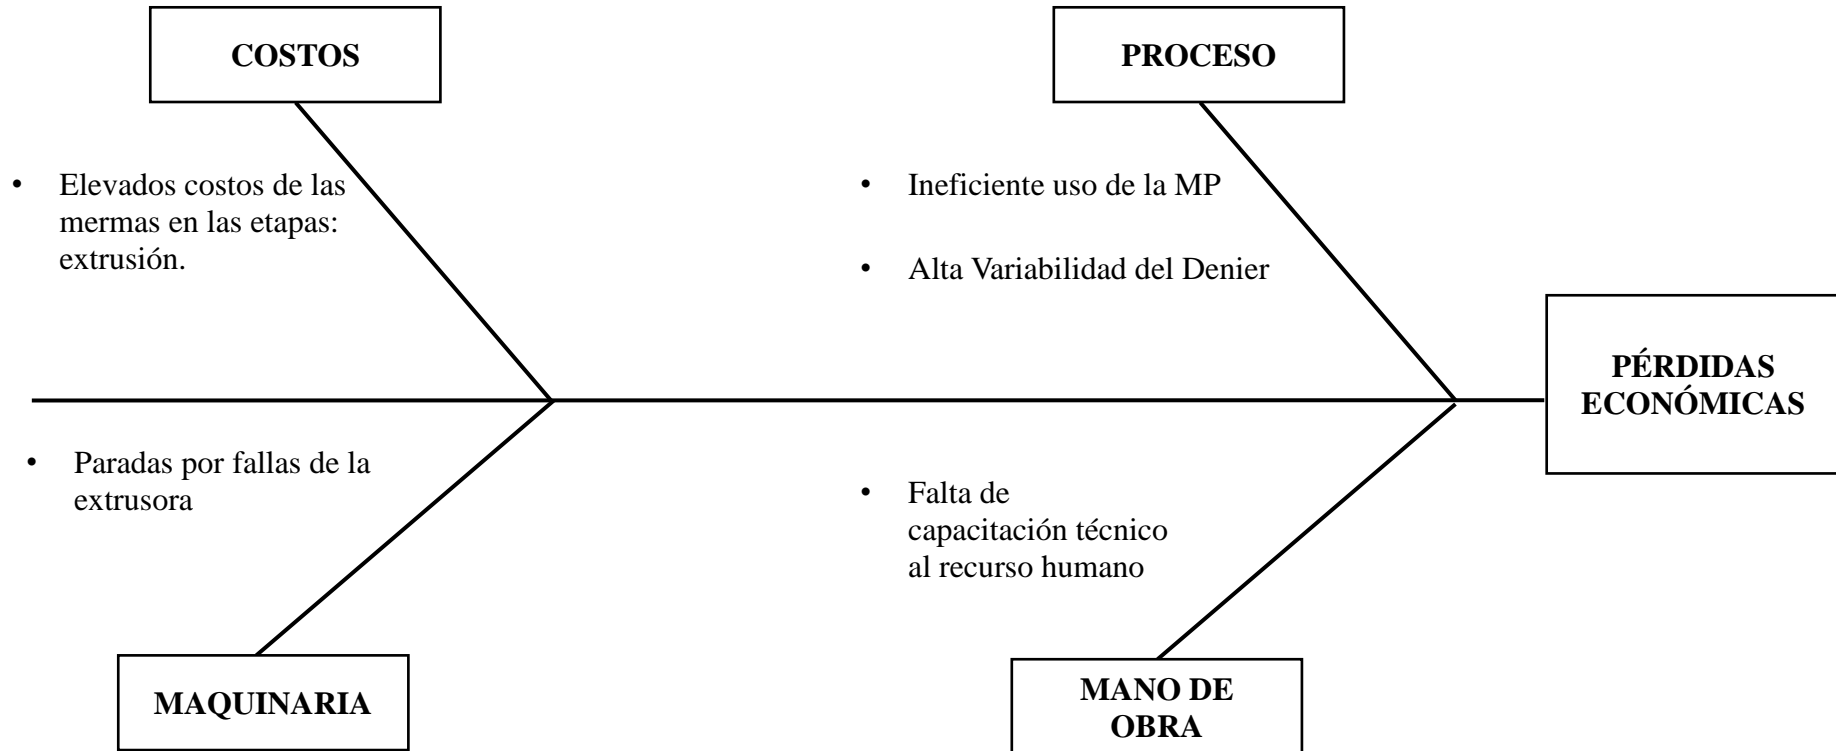 COSTOS
PROCESO
• Elevados costos de las
mermas en las etapas:
extrusión.
• Ineficiente uso de la MP
• Alta Variabilidad del Denier
PÉRDIDAS
ECONÓMICAS
• Paradas por fallas de la
extrusora
• Falta de
capacitación técnico
al recurso humano
MAQUINARIA
MANO DE
OBRA